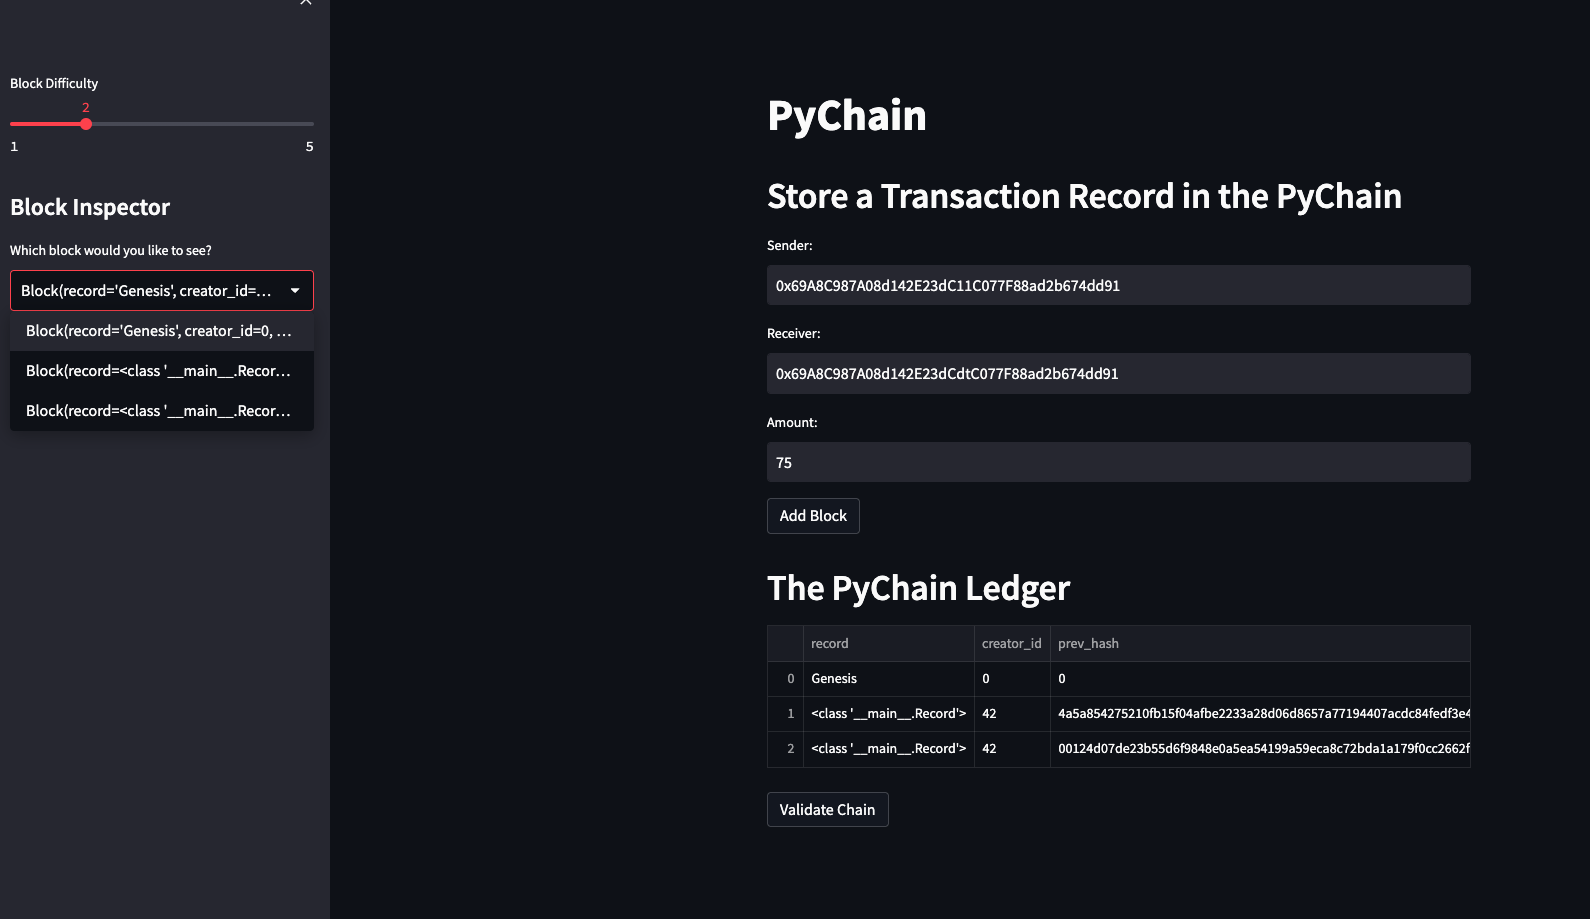 Block Difficulty
2
1 5
Block Inspector
Which block would you like to see?
Block(record='Genesis', creator_id=...
Block(record='Genesis', creator_id=0, ...
Block(record=<class '__main__.Recor...
Block(record=<class '__main__.Recor...
PyChain
Store a Transaction Record in the PyChain
Sender:
0x69A8C987A08d142E23dC11C077F88ad2b674dd91
Receiver:
0x69A8C987A08d142E23dCdtC077F88ad2b674dd91
Amount:
75
Add Block
The PyChain Ledger
record creator_id prev_hash
0 Genesis 0 0
1 <class '__main__.Record'> 42 4a5a854275210fb15f04afbe2233a28d06d8657a77194407acdc84fedf3e4
2 <class '__main__.Record'> 42 00124d07de23b55d6f9848e0a5ea54199a59eca8c72bda1a179f0cc2662f
Validate Chain